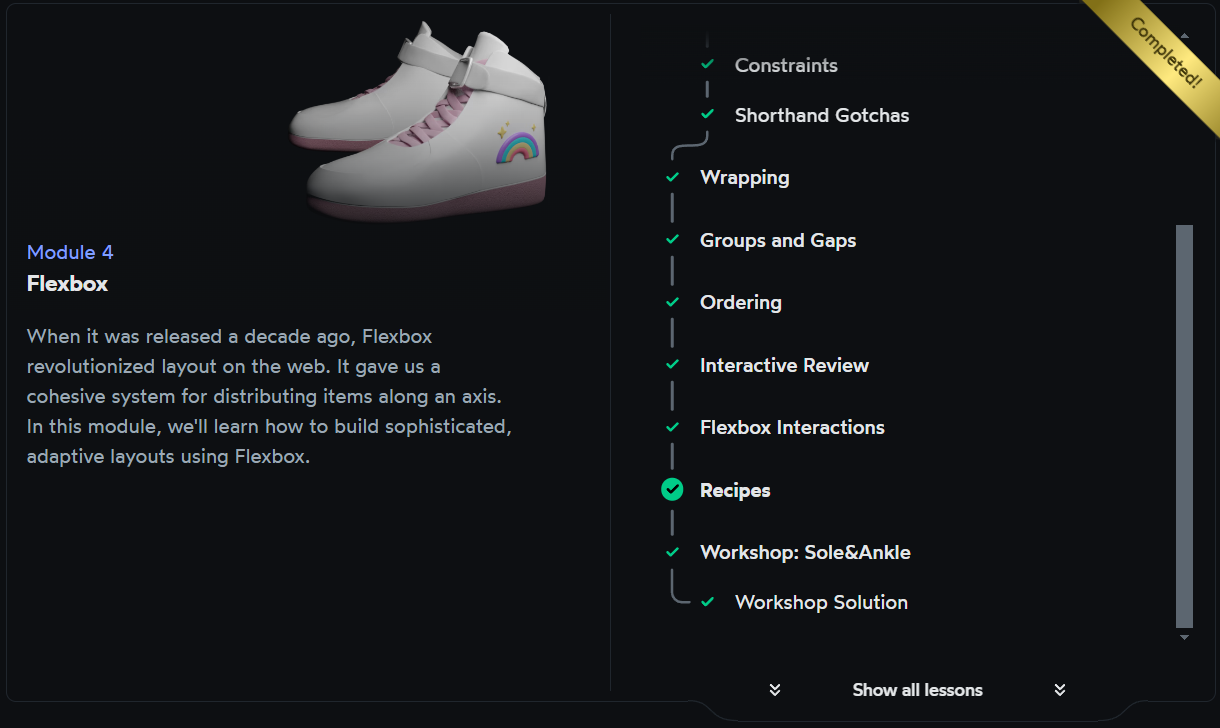 Completed!
Module 4
Flexbox
When it was released a decade ago, Flexbox
revolutionized layout on the web. It gave us a
cohesive system for distributing items along an axis.
In this module, we'll learn how to build sophisticated,
adaptive layouts using Flexbox.
Constraints
Shorthand Gotchas
Wrapping
Groups and Gaps
Ordering
Interactive Review
Flexbox Interactions
Recipes
Workshop: Sole&Ankle
Workshop Solution
Show all lessons